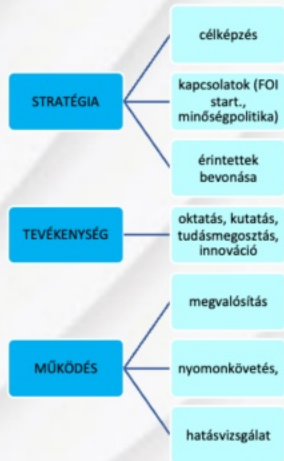 STRATÉGIA
célképzés
kapcsolatok (FOI
start.,
minőségpolitika)
érintettek
bevonása
TEVÉKENYSÉG
oktatás, kutatás,
tudásmegosztás,
innováció
MŰKÖDÉS
megvalósítás
nyomonkövetés,
hatásvizsgálat